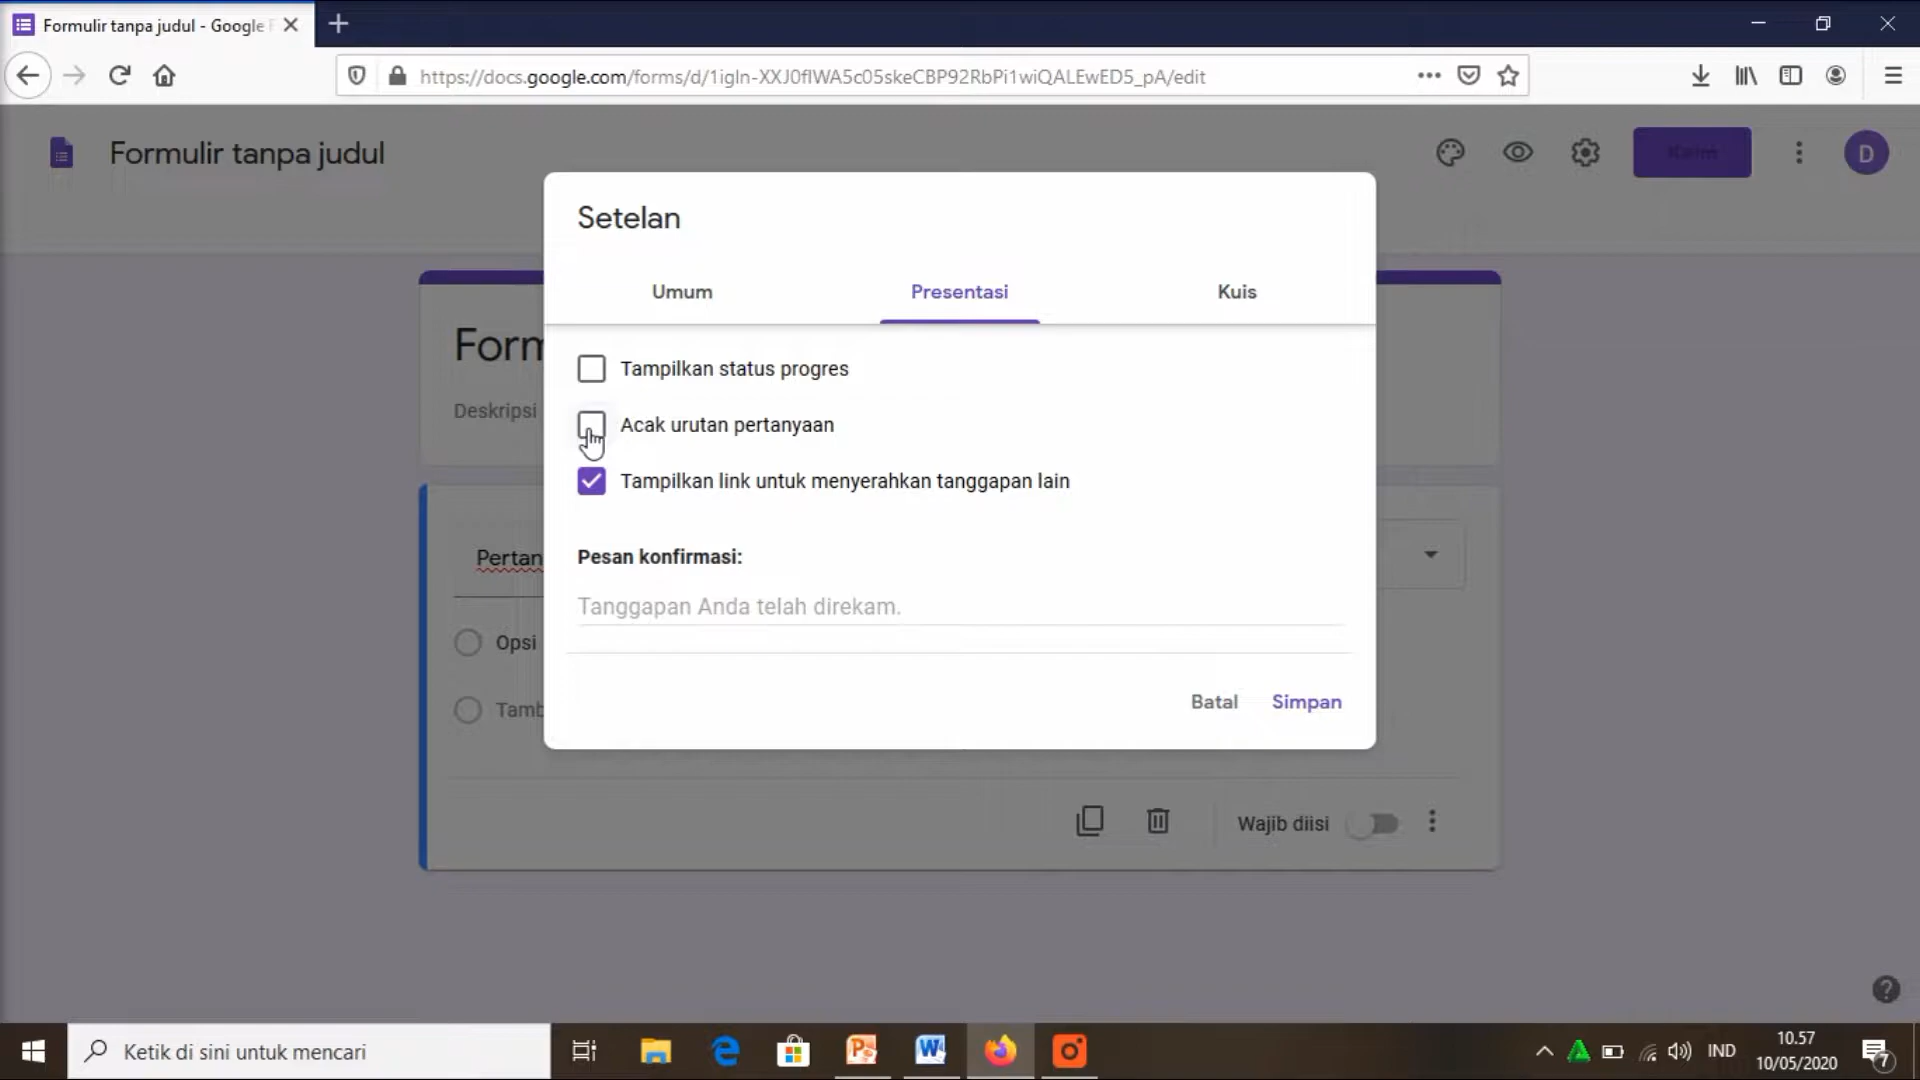 Formulir tanpa judul - Google F
https://docs.google.com/forms/d/1igln-XXJ0flWA5c05skeCBP92RbPi1wiQALEwED5_pA/edit
Formulir tanpa judul
Kirim
D
Setelan
Umum
Presentasi
Kuis
Form
Tampilkan status progres
Deskripsi
Acak urutan pertanyaan
Tampilkan link untuk menyerahkan tanggapan lain
Pertan
Pesan konfirmasi:
Tanggapan Anda telah direkam.
Opsi
Tamb
Batal
Simpan
Wajib diisi
Ketik di sini untuk mencari
IND
10.57
10/05/2020
7